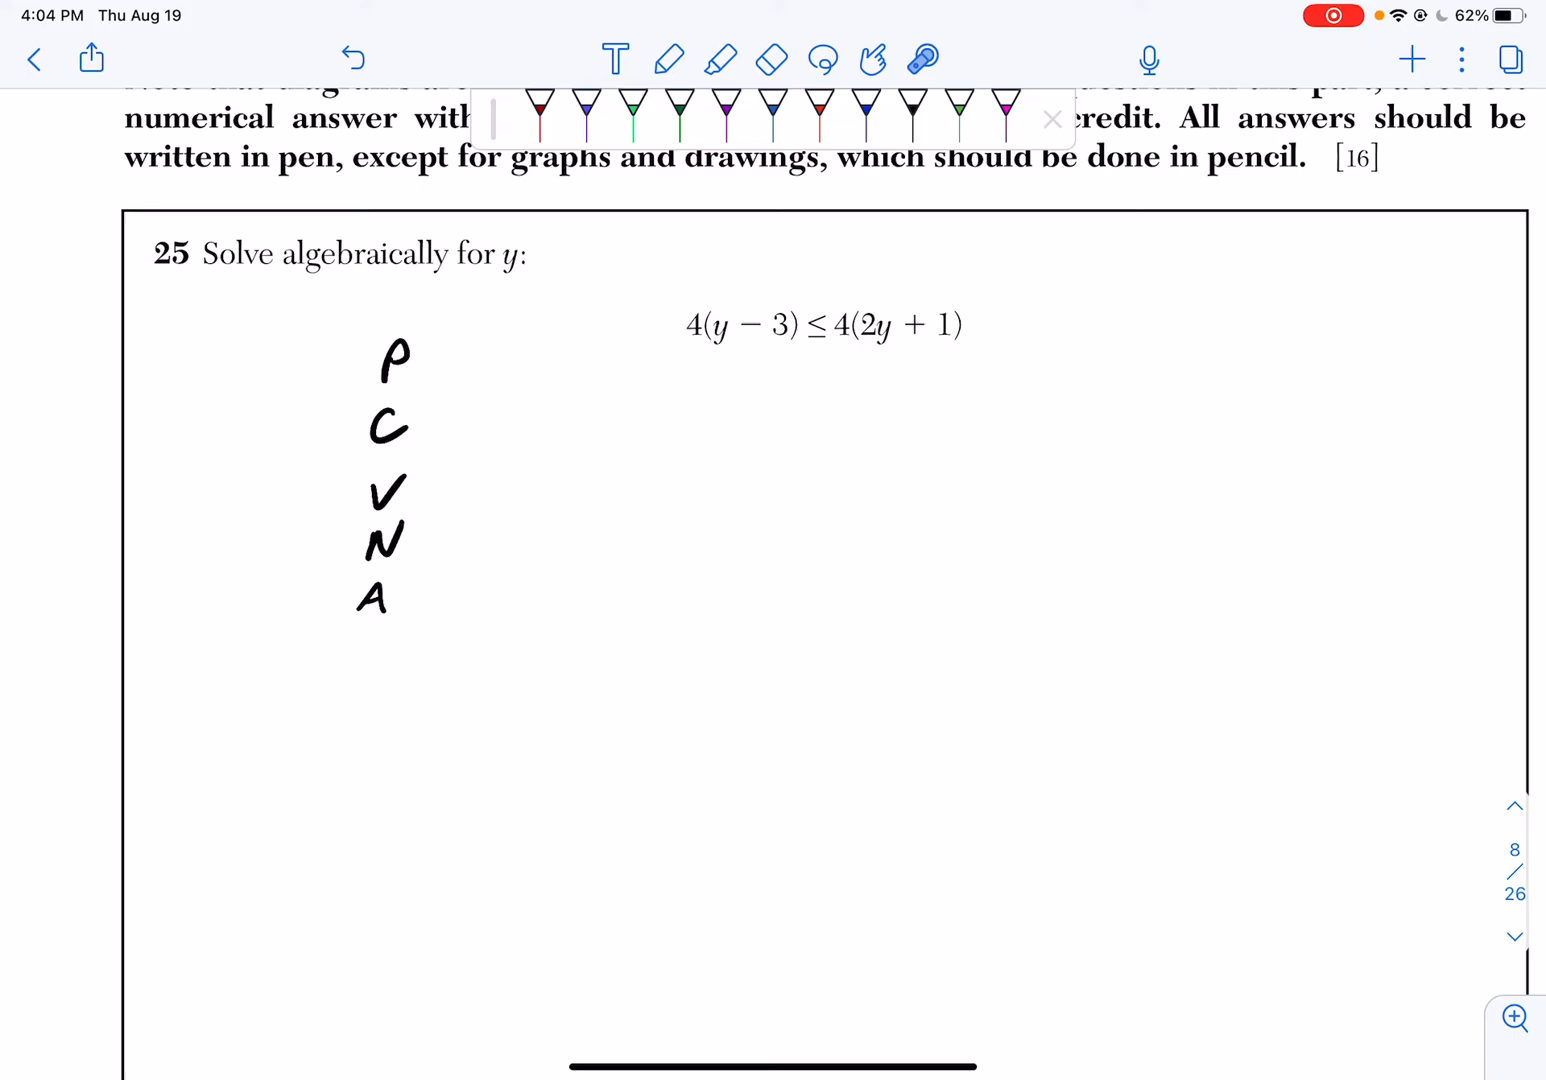 4:04 PM Thu Aug 19
62%
numerical answer with credit. All answers should be
written in pen, except for graphs and drawings, which should be done in pencil. [16]
25 Solve algebraically for y:
4(y − 3) ≤ 4(2y + 1)
P
C
V
N
A
8
/
26